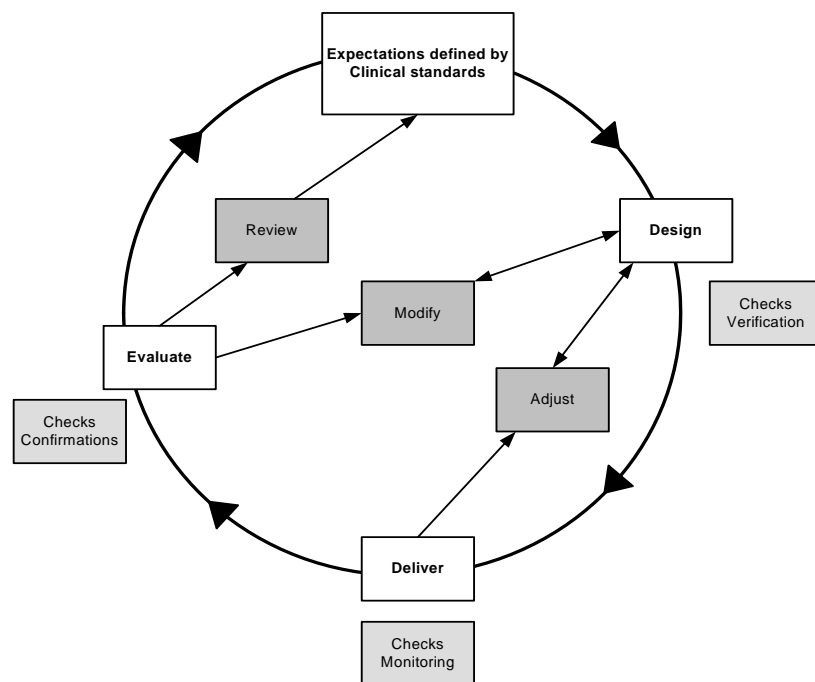 Expectations defined by
Clinical standards
Review
Design
Modify
Checks
Verification
Evaluate
Adjust
Checks
Confirmations
Deliver
Checks
Monitoring